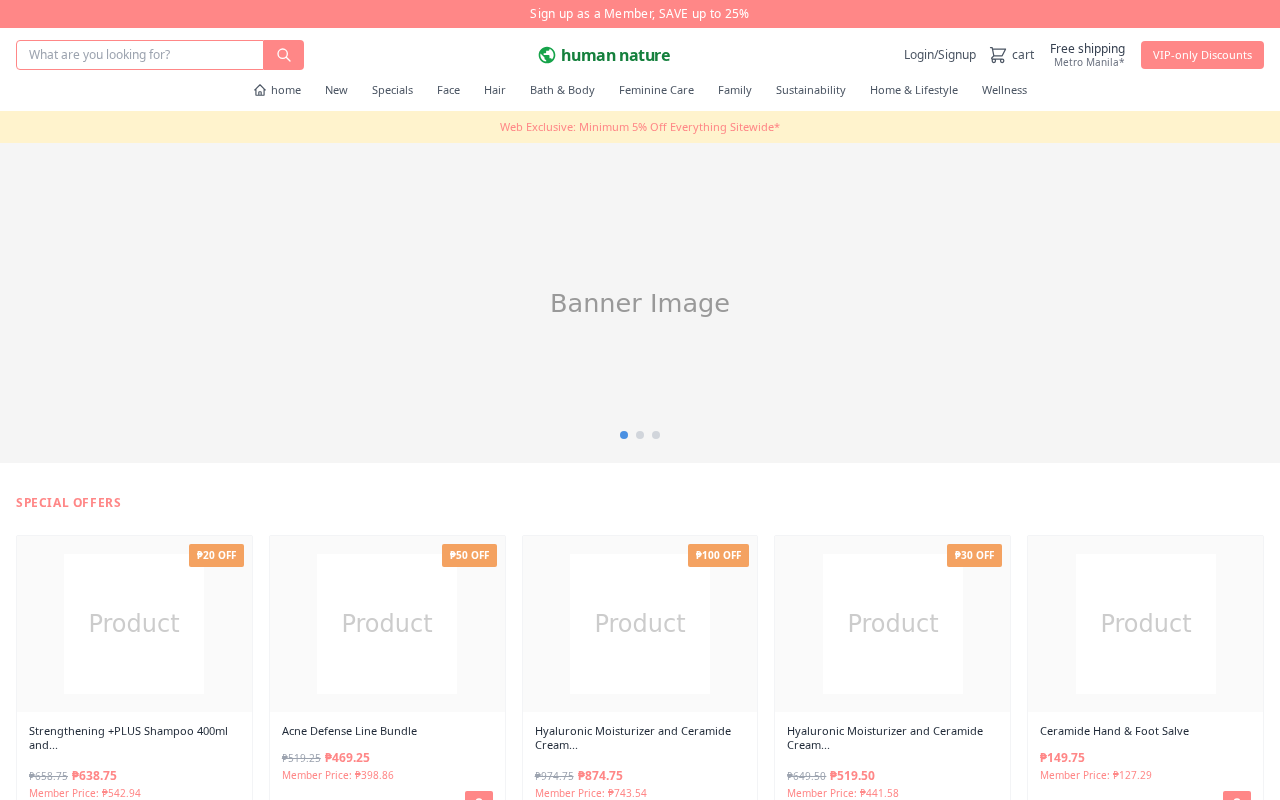 Sign up as a Member, SAVE up to 25%
What are you looking for?
human nature
Login/Signup
cart
Free shipping
Metro Manila*
VIP-only Discounts
home New Specials Face Hair Bath & Body Feminine Care Family Sustainability Home & Lifestyle Wellness
Web Exclusive: Minimum 5% Off Everything Sitewide*
Banner Image
SPECIAL OFFERS
₱20 OFF
Product
Strengthening +PLUS Shampoo 400ml
and...
₱658.75 ₱638.75
Member Price: ₱542.94
₱50 OFF
Product
Acne Defense Line Bundle
₱519.25 ₱469.25
Member Price: ₱398.86
₱100 OFF
Product
Hyaluronic Moisturizer and Ceramide
Cream...
₱974.75 ₱874.75
Member Price: ₱743.54
₱30 OFF
Product
Hyaluronic Moisturizer and Ceramide
Cream...
₱649.50 ₱519.50
Member Price: ₱441.58
Product
Ceramide Hand & Foot Salve
₱149.75
Member Price: ₱127.29